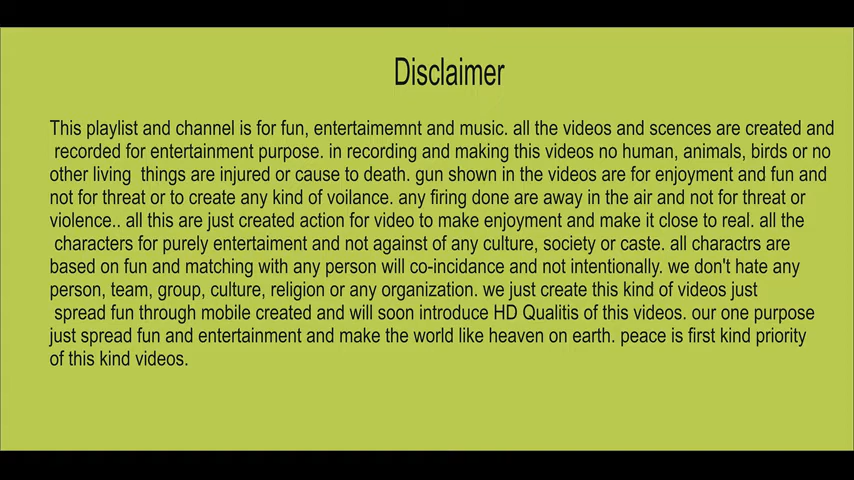 Disclaimer
This playlist and channel is for fun, entertaimemnt and music. all the videos and scences are created and
recorded for entertainment purpose. in recording and making this videos no human, animals, birds or no
other living things are injured or cause to death. gun shown in the videos are for enjoyment and fun and
not for threat or to create any kind of voilance. any firing done are away in the air and not for threat or
violence.. all this are just created action for video to make enjoyment and make it close to real. all the
characters for purely entertaiment and not against of any culture, society or caste. all charactrs are
based on fun and matching with any person will co-incidance and not intentionally. we don't hate any
person, team, group, culture, religion or any organization. we just create this kind of videos just
spread fun through mobile created and will soon introduce HD Qualitis of this videos. our one purpose
just spread fun and entertainment and make the world like heaven on earth. peace is first kind priority
of this kind videos.